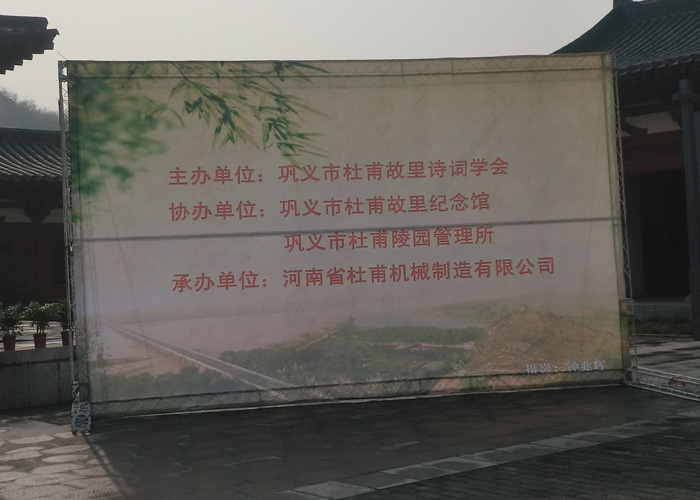 主办单位：巩义市杜甫故里诗词学会
协办单位：巩义市杜甫故里纪念馆
巩义市杜甫陵园管理所
承办单位：河南省杜甫机械制造有限公司